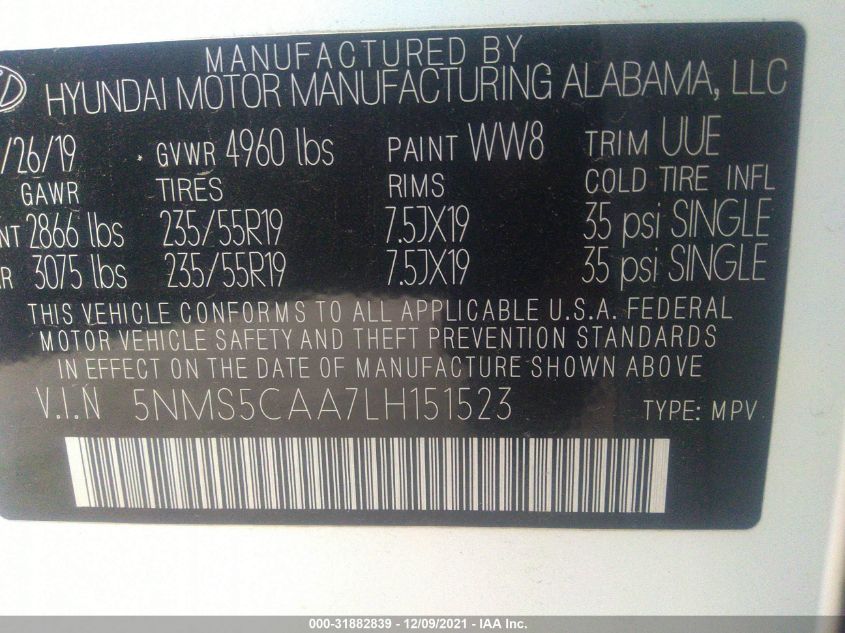 MANUFACTURED BY
HYUNDAI MOTOR MANUFACTURING ALABAMA, LLC
/26/19 GVWR 4960 lbs PAINT WW8 TRIM UUE
GAWR TIRES RIMS COLD TIRE INFL
NT 2866 lbs 235/55R19 7.5JX19 35 psi SINGLE
AR 3075 lbs 235/55R19 7.5JX19 35 psi SINGLE
THIS VEHICLE CONFORMS TO ALL APPLICABLE U.S.A. FEDERAL
MOTOR VEHICLE SAFETY AND THEFT PREVENTION STANDARDS
IN EFFECT ON THE DATE OF MANUFACTURE SHOWN ABOVE
V.I.N 5NMS5CAA7LH151523 TYPE: MPV
000-31882839 - 12/09/2021 - IAA Inc.